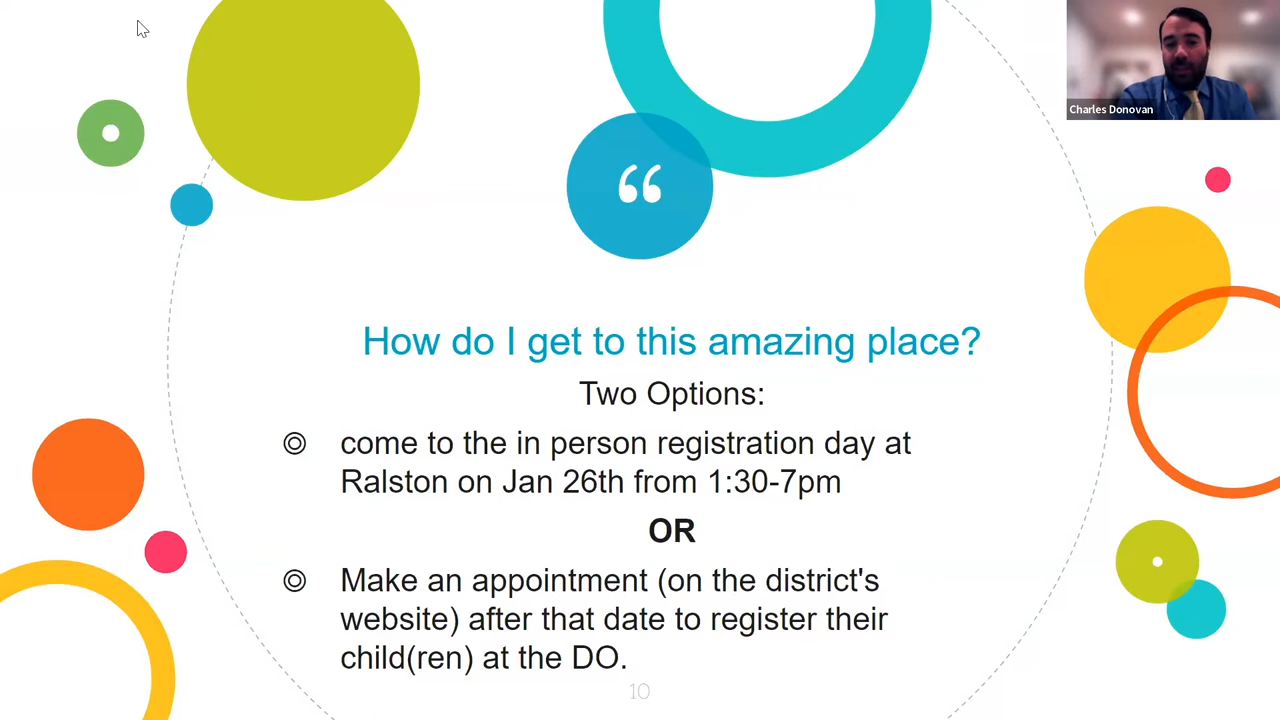 Charles Donovan
“
How do I get to this amazing place?
Two Options:
◎ come to the in person registration day at
Ralston on Jan 26th from 1:30-7pm
OR
◎ Make an appointment (on the district's
website) after that date to register their
child(ren) at the DO.
10